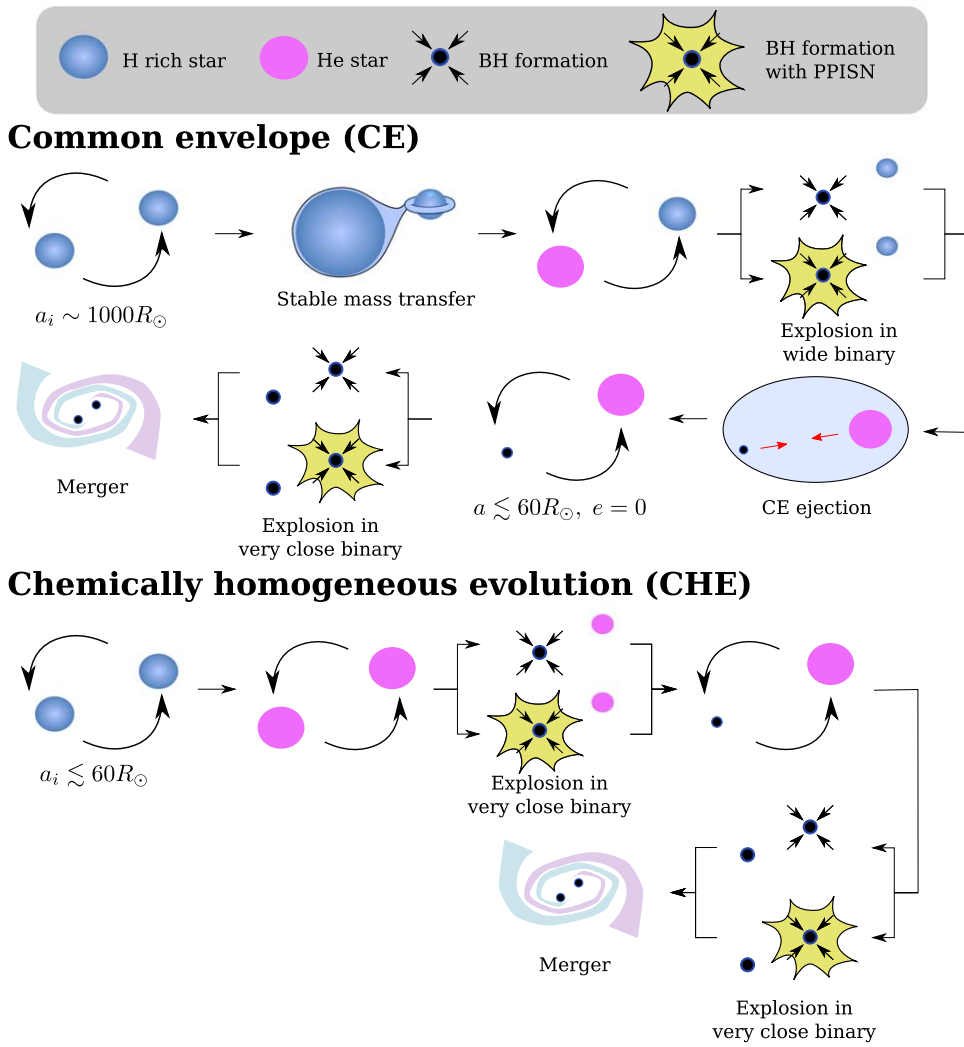 H rich star
He star
BH formation
BH formation
with PPISN
Common envelope (CE)
Stable mass transfer
a_i ∼ 1000R_⊙
Explosion in
wide binary
Merger
Explosion in
very close binary
a ≲ 60R_⊙, e = 0
CE ejection
Chemically homogeneous evolution (CHE)
a_i ≲ 60R_⊙
Explosion in
very close binary
Merger
Explosion in
very close binary